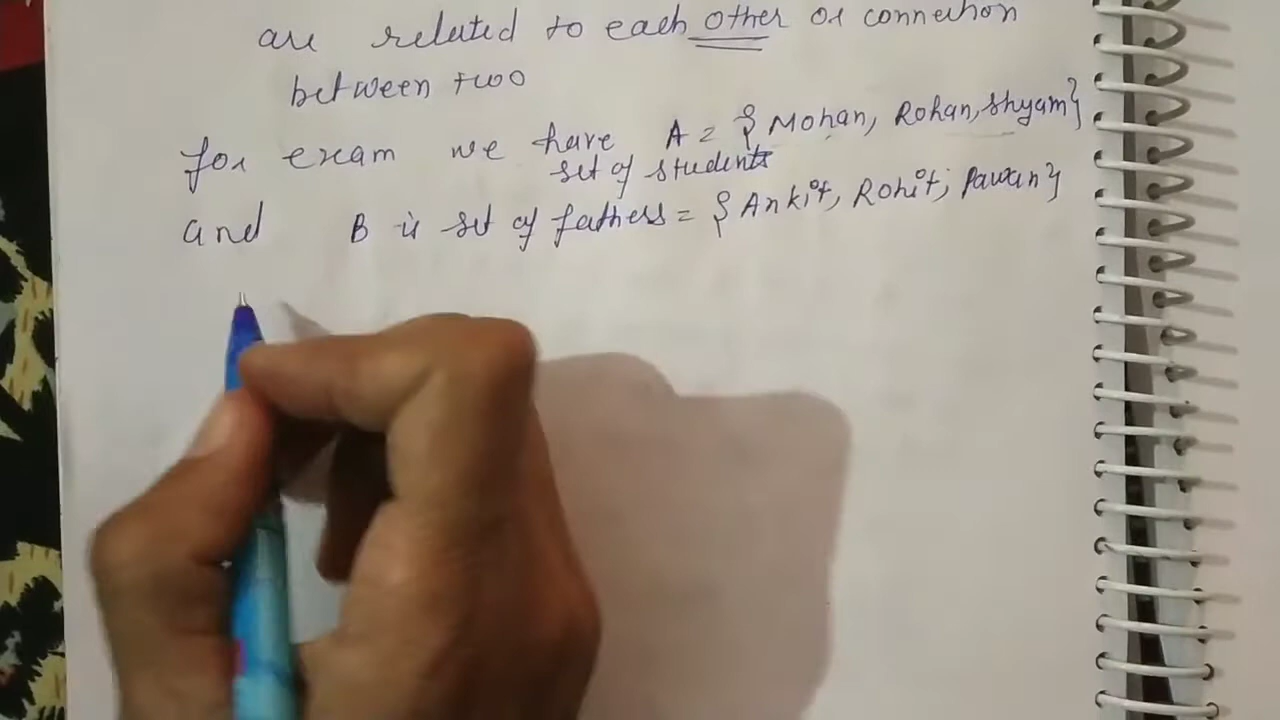 are related to each other or connection
between two
for exam we have A = {Mohan, Rohan, Shyam}
set of students
and B is set of fathers = {Ankit, Rohit, Pawan}